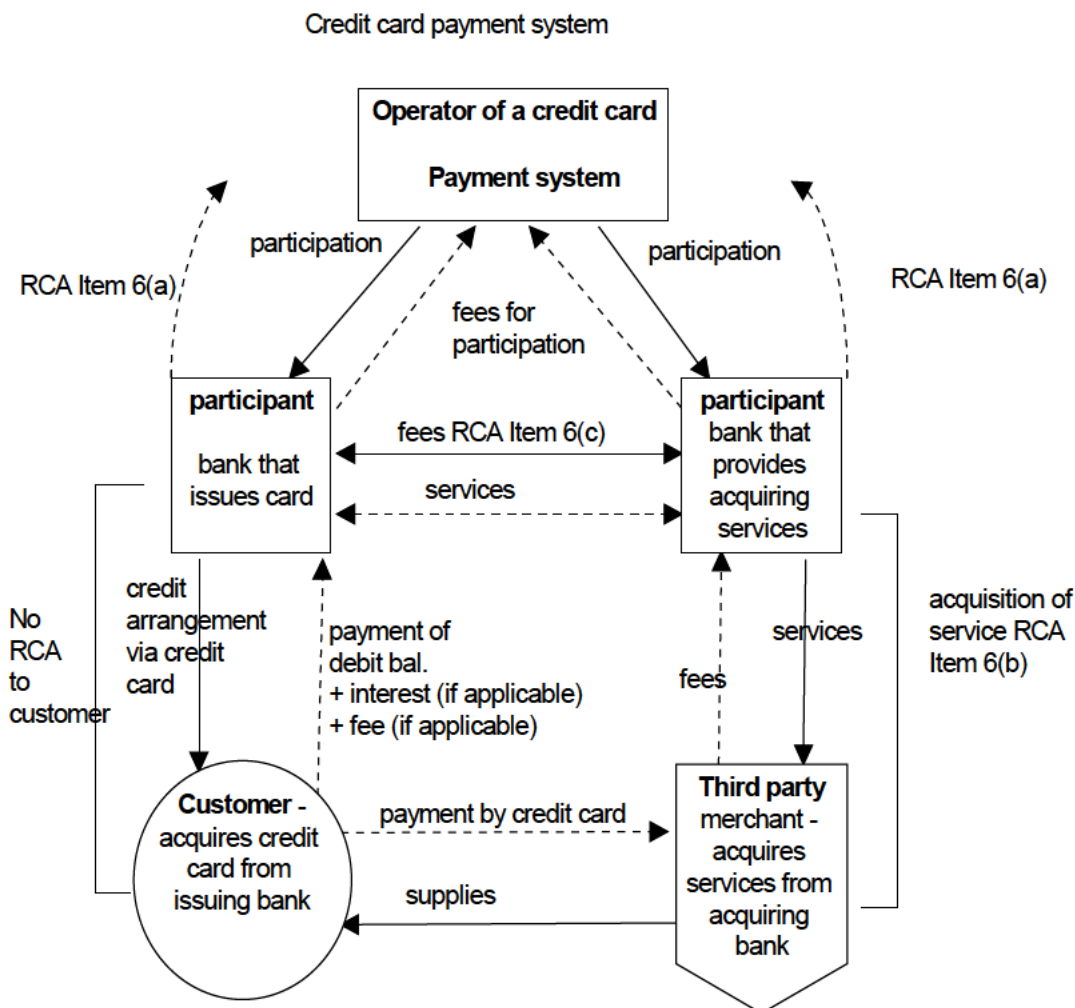 Credit card payment system
Operator of a credit card
Payment system
participation
participation
RCA Item 6(a)
RCA Item 6(a)
fees for
participation
participant
bank that
issues card
participant
bank that
provides
acquiring
services
fees RCA Item 6(c)
services
No
RCA
to
customer
credit
arrangement
via credit
card
payment of
debit bal.
+ interest (if applicable)
+ fee (if applicable)
fees
services
acquisition of
service RCA
Item 6(b)
Customer -
acquires credit
card from
issuing bank
payment by credit card
supplies
Third party
merchant -
acquires
services from
acquiring
bank